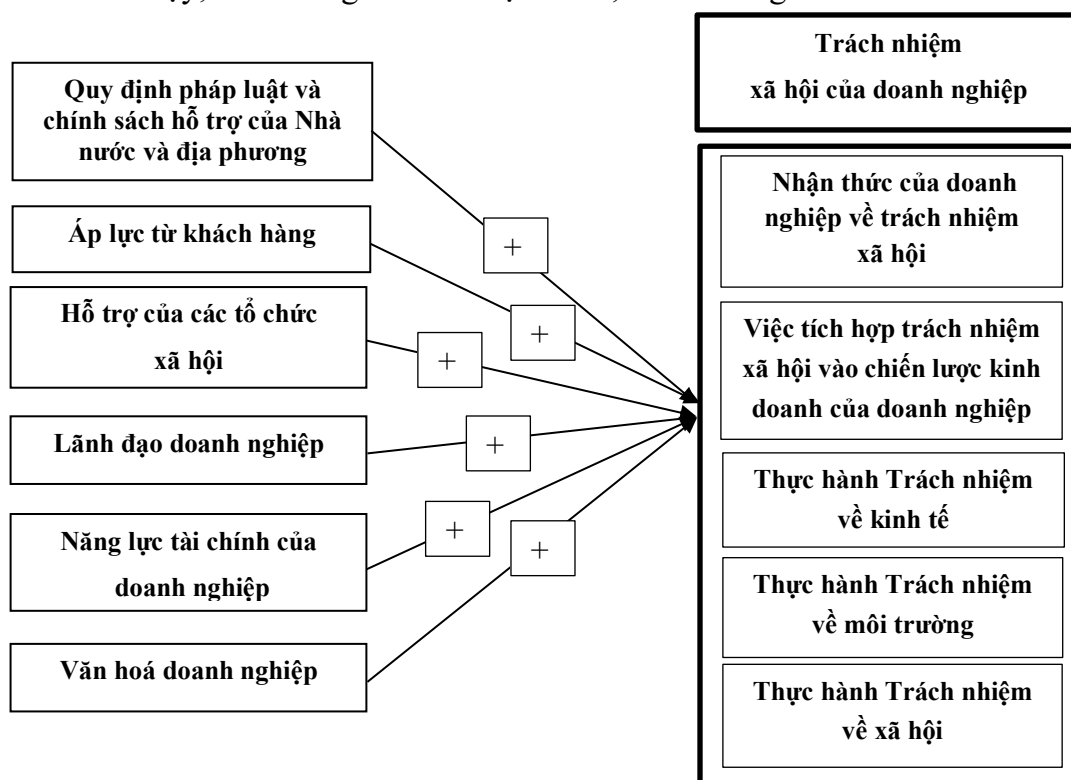 Trách nhiệm
xã hội của doanh nghiệp
Quy định pháp luật và
chính sách hỗ trợ của Nhà
nước và địa phương
Áp lực từ khách hàng
Hỗ trợ của các tổ chức
xã hội
Lãnh đạo doanh nghiệp
Năng lực tài chính của
doanh nghiệp
Văn hoá doanh nghiệp
+
+
+
+
+
+
Nhận thức của doanh
nghiệp về trách nhiệm
xã hội
Việc tích hợp trách nhiệm
xã hội vào chiến lược kinh
doanh của doanh nghiệp
Thực hành Trách nhiệm
về kinh tế
Thực hành Trách nhiệm
về môi trường
Thực hành Trách nhiệm
về xã hội